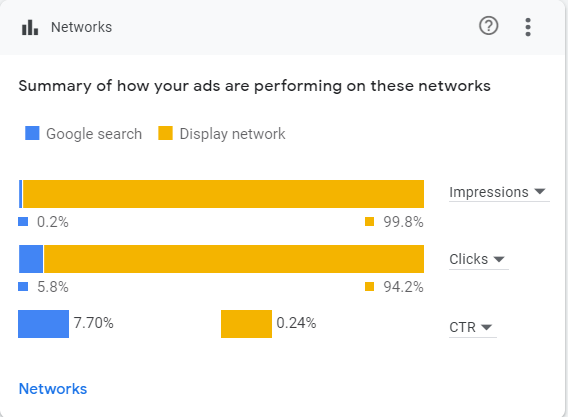 Networks
Summary of how your ads are performing on these networks
Google search Display network
Impressions
0.2% 99.8%
Clicks
5.8% 94.2%
7.70% 0.24% CTR
Networks